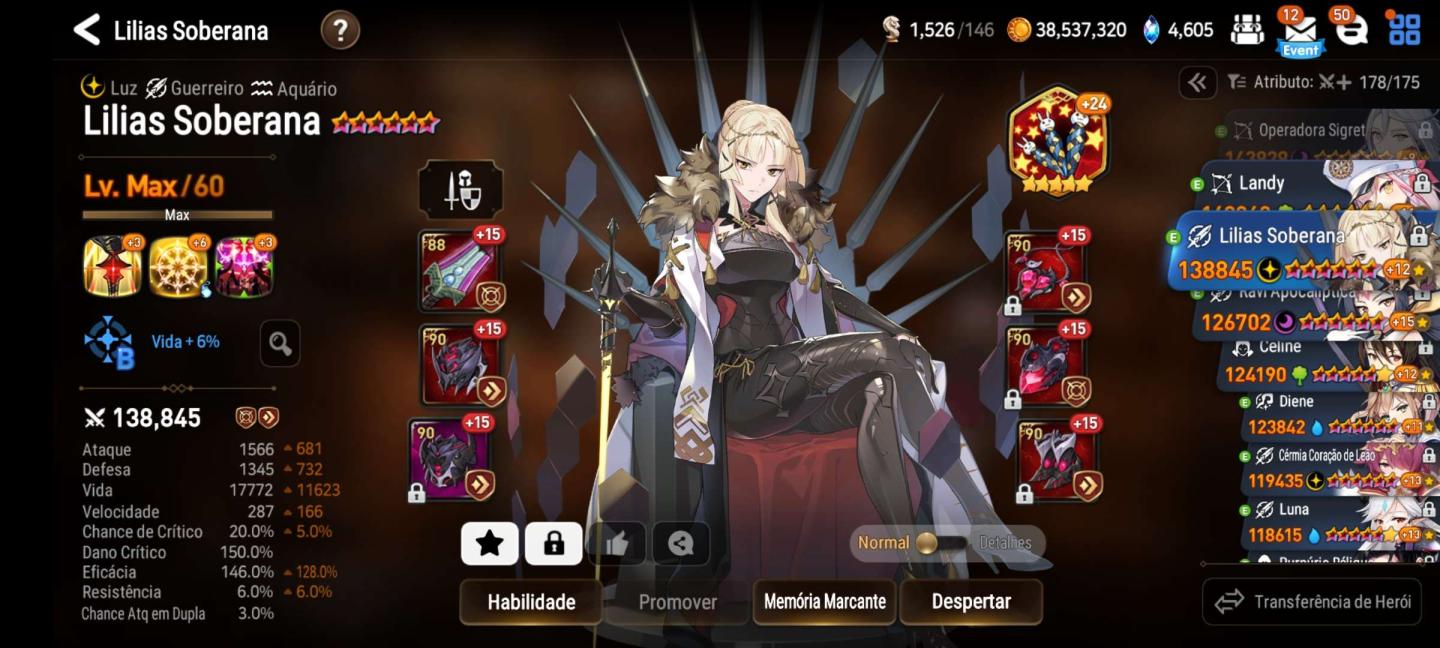 Lilias Soberana
?
1,526/146
38,537,320
4,605
12
Event
50
Luz Guerreiro Aquário
Lilias Soberana
Lv. Max/60
Max
+3
+6
+3
B
Vida + 6%
138,845
Ataque 1566 681
Defesa 1345 732
Vida 17772 11623
Velocidade 287 166
Chance de Crítico 20.0% 5.0%
Dano Crítico 150.0%
Eficácia 146.0% 128.0%
Resistência 6.0% 6.0%
Chance Atq em Dupla 3.0%
88 +15
90 +15
90 +15
+24
90 +15
90 +15
90 +15
Normal Detalhes
Habilidade
Promover
Memória Marcante
Despertar
Atributo: 178/175
E Operadora Sigret
E Landy
E Lilias Soberana
138845 +12
E Ravi Apocalíptica
126702 +15
Celine
124190 +12
E Diene
123842
E Cérmia Coração de Leão
119435 +13
E Luna
118615 +13
Transferência de Herói